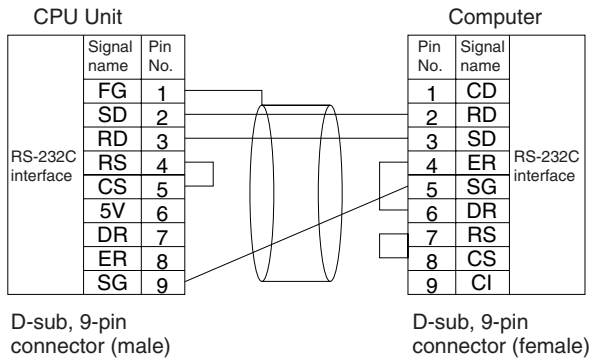 CPU Unit Computer
Signal name Pin No. Pin No. Signal name
FG 1 1 CD
SD 2 2 RD
RD 3 3 SD
RS-232C interface RS 4 4 ER RS-232C interface
CS 5 5 SG
5V 6 6 DR
DR 7 7 RS
ER 8 8 CS
SG 9 9 CI
D-sub, 9-pin D-sub, 9-pin
connector (male) connector (female)